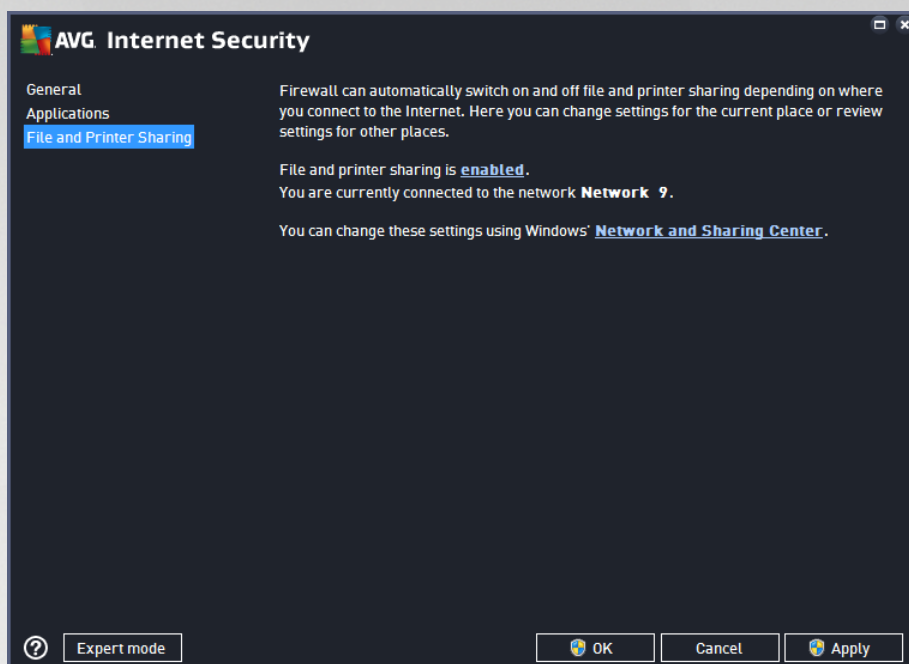 AVG Internet Security
General
Applications
File and Printer Sharing
Firewall can automatically switch on and off file and printer sharing depending on where
you connect to the Internet. Here you can change settings for the current place or review
settings for other places.
File and printer sharing is enabled.
You are currently connected to the network Network 9.
You can change these settings using Windows' Network and Sharing Center.
? Expert mode
OK
Cancel
Apply